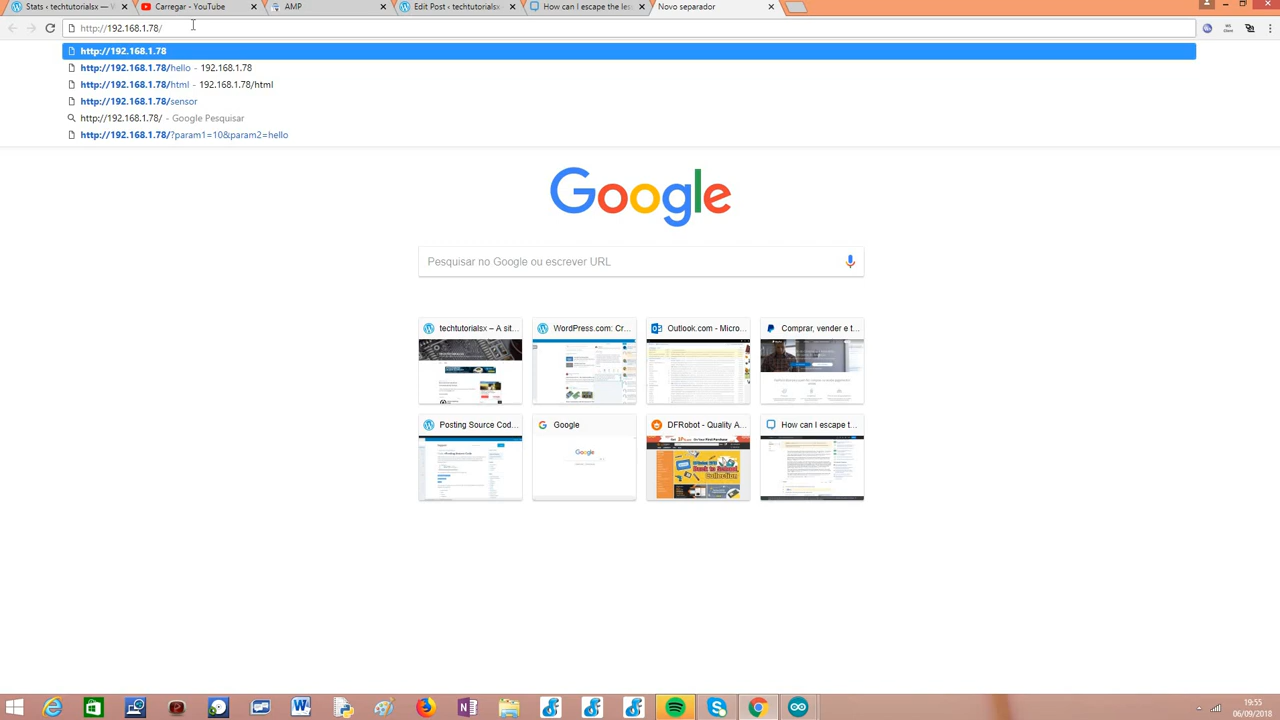 Stats ‹ techtutorialsx — V
Carregar - YouTube
AMP
Edit Post ‹ techtutorialsx
How can I escape the les
Novo separador
http://192.168.1.78/
http://192.168.1.78
http://192.168.1.78/hello - 192.168.1.78
http://192.168.1.78/html - 192.168.1.78/html
http://192.168.1.78/sensor
http://192.168.1.78/ - Google Pesquisar
http://192.168.1.78/?param1=10&param2=hello
Google
Pesquisar no Google ou escrever URL
techtutorialsx – A sit...
WordPress.com: Cr...
Outlook.com - Micro...
Comprar, vender e t...
Posting Source Cod...
Google
DFRobot - Quality A...
How can I escape t...
19:55
06/09/2018